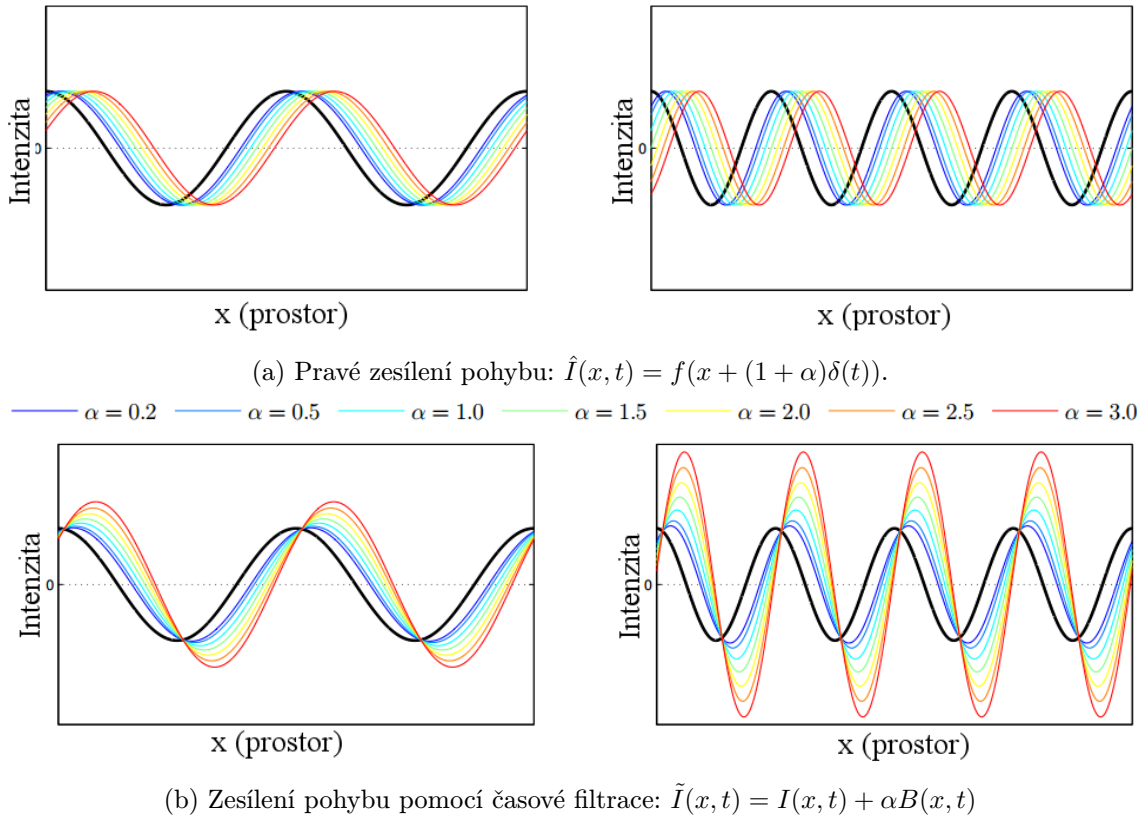 Intenzita
0
x (prostor)
Intenzita
0
x (prostor)
(a) Pravé zesílení pohybu: Î(x, t) = f(x + (1 + α)δ(t)).
α = 0.2 α = 0.5 α = 1.0 α = 1.5 α = 2.0 α = 2.5 α = 3.0
Intenzita
0
x (prostor)
Intenzita
0
x (prostor)
(b) Zesílení pohybu pomocí časové filtrace: Ĩ(x, t) = I(x, t) + αB(x, t)